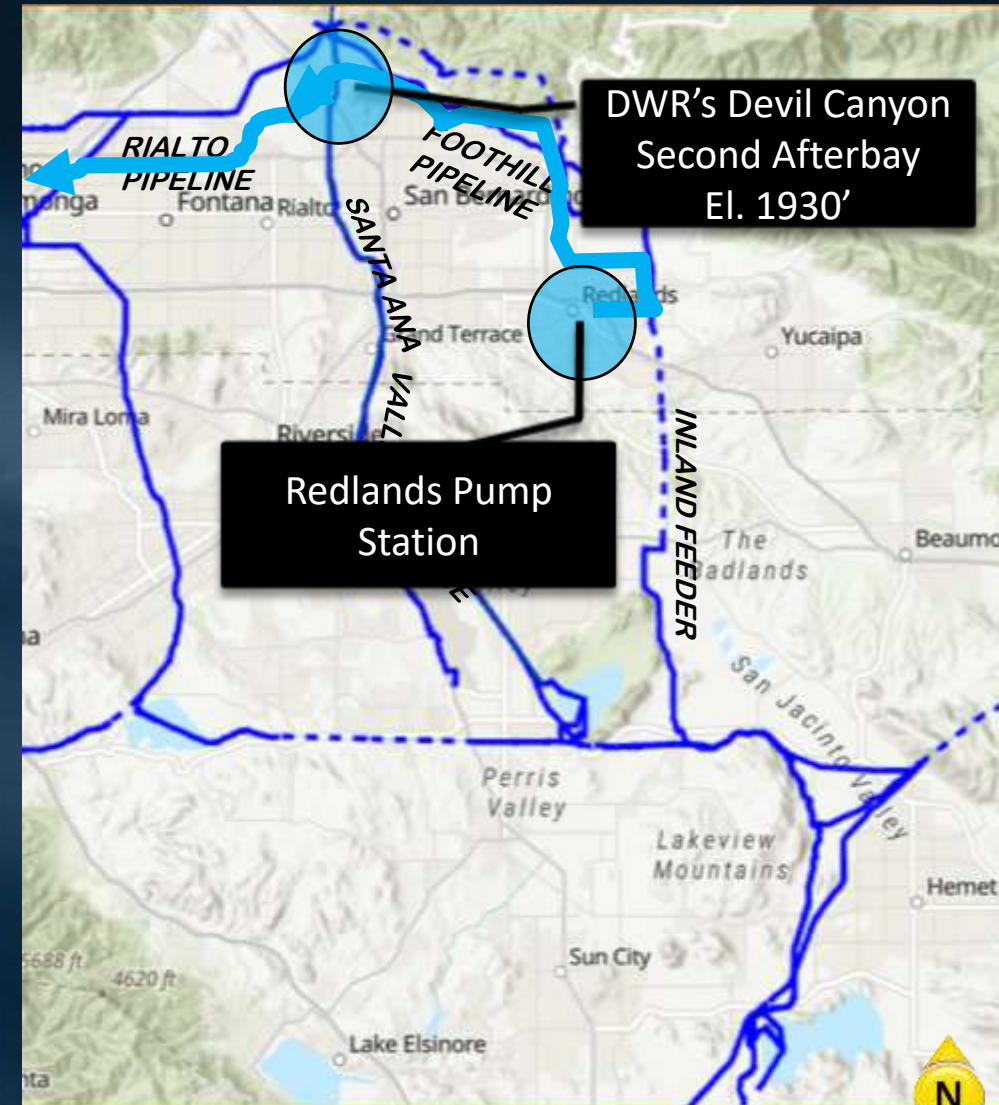 DWR’s Devil Canyon
Second Afterbay
El. 1930’
RIALTO
PIPELINE
FOOTHILL
PIPELINE
Fontana
Rialto
SANTA ANA VALL
Redlands
Grand Terrace
Yucaipa
Mira Loma
Riverside
Redlands Pump
Station
INLAND FEEDER
The
Badlands
Beaumo
San Jacinto Valley
Perris
Valley
Lakeview
Mountains
Hemet
Sun City
5688 ft
4620 ft
Lake Elsinore
N